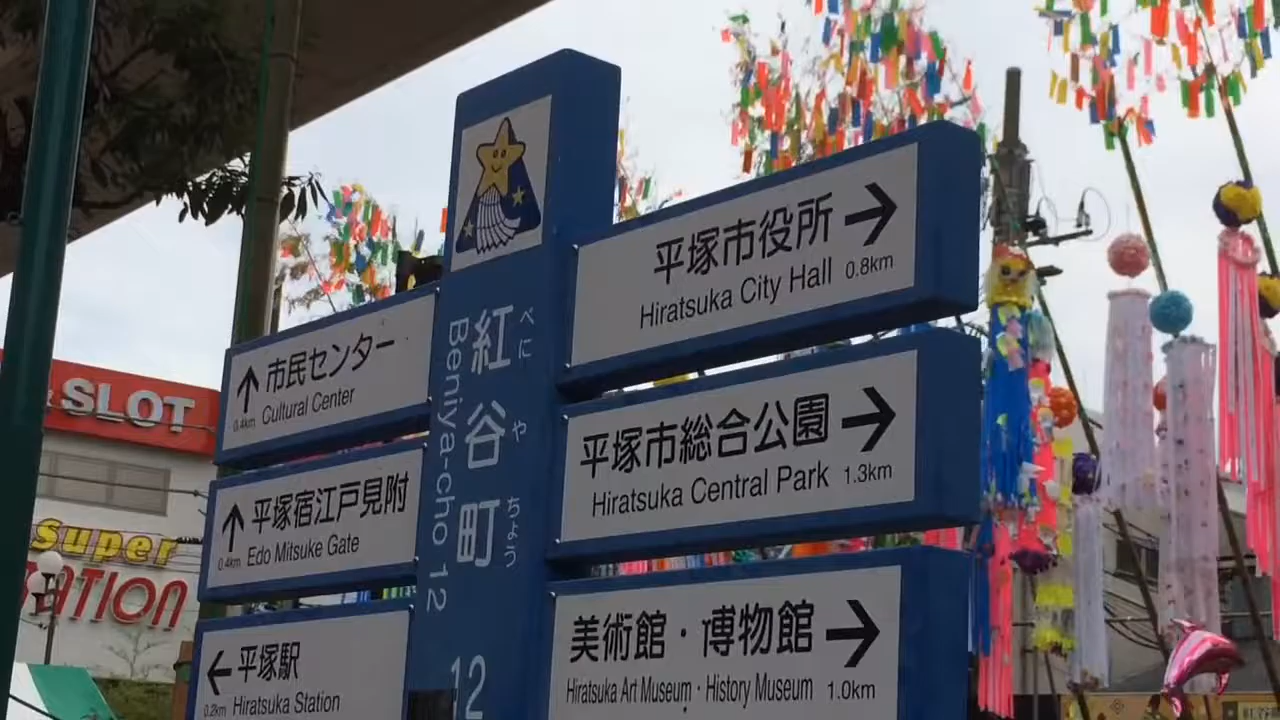 平塚市役所
Hiratsuka City Hall 0.8km
平塚市総合公園
Hiratsuka Central Park 1.3km
美術館・博物館
Hiratsuka Art Museum・History Museum 1.0km
紅谷町
べにやちょう
Beniya-cho 12
12
市民センター
Cultural Center
0.4km
平塚宿江戸見附
Edo Mitsuke Gate
0.4km
平塚駅
Hiratsuka Station
0.2km
SLOT
Super
TATION